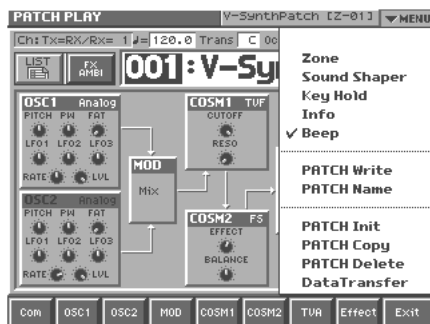 PATCH PLAY
V-SynthPatch [Z-01]
MENU
Ch:Tx=RX/Rx= 1 ♩= 120.0 Trans C Oc
LIST
FX
AMBI
001:V-Sy
OSC1 Analog
PITCH PW FAT
LFO1 LFO2 LFO3
RATE LVL
OSC2 Analog
PITCH PW FAT
LFO1 LFO2 LFO3
RATE LVL
MOD
Mix
COSM1 TVF
CUTOFF
RESO
COSM2 FS
EFFECT
BALANCE
Zone
Sound Shaper
Key Hold
Info
✓ Beep
PATCH Write
PATCH Name
PATCH Init
PATCH Copy
PATCH Delete
DataTransfer
Com OSC1 OSC2 MOD COSM1 COSM2 TVA Effect Exit